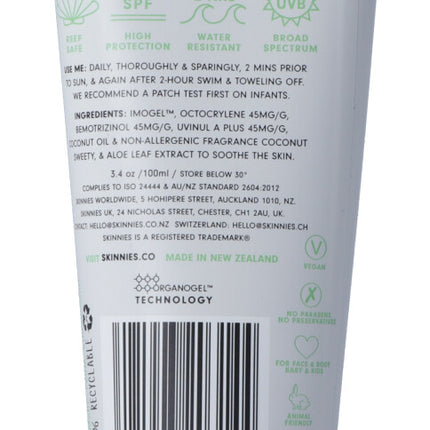 SPF
UVB
REEF SAFE
HIGH PROTECTION
WATER RESISTANT
BROAD SPECTRUM
USE ME: DAILY, THOROUGHLY & SPARINGLY, 2 MINS PRIOR
TO SUN, & AGAIN AFTER 2-HOUR SWIM & TOWELING OFF.
WE RECOMMEND A PATCH TEST FIRST ON INFANTS.
INGREDIENTS: IMOGEL™, OCTOCRYLENE 45MG/G,
BEMOTRIZINOL 45MG/G, UVINUL A PLUS 45MG/G,
COCONUT OIL & NON-ALLERGENIC FRAGRANCE COCONUT
SWEETY, & ALOE LEAF EXTRACT TO SOOTHE THE SKIN.
3.4 oz /100ml / STORE BELOW 30°
COMPLIES TO ISO 24444 & AU/NZ STANDARD 2604:2012
SKINNIES WORLDWIDE, 5 HOPIPERE STREET, AUCKLAND 1010, NZ.
SKINNIES UK, 24 NICHOLAS STREET, CHESTER, CH1 2AU, UK.
CONTACT: HELLO@SKINNIES.CO.NZ SWITZERLAND: HELLO@SKINNIES.CH
SKINNIES IS A REGISTERED TRADEMARK®
VISIT SKINNIES.CO MADE IN NEW ZEALAND
ORGANOGEL™
TECHNOLOGY
V
VEGAN
NO PARABENS
NO PRESERVATIVES
FOR FACE & BODY
BABY & KIDS
ANIMAL
FRIENDLY
RECYCLABLE